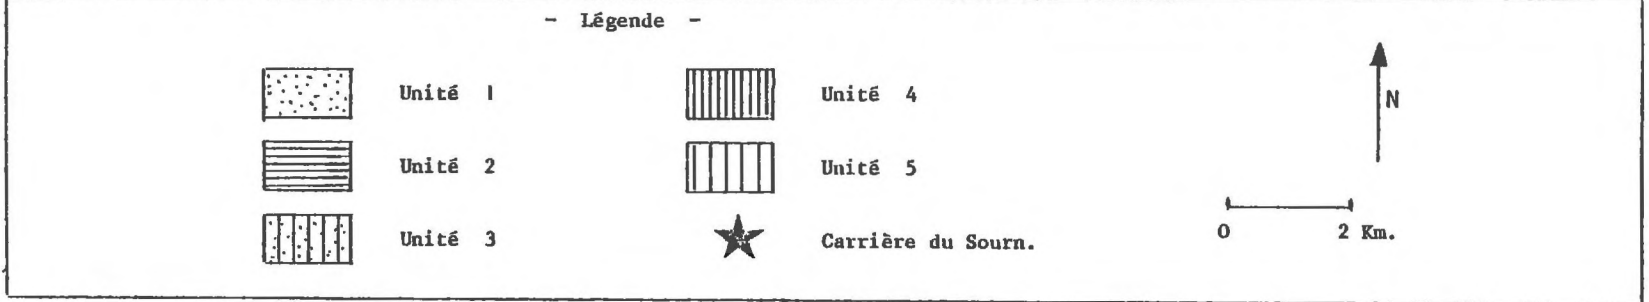 - Légende -
Unité 1
Unité 4
N
Unité 2
Unité 5
Unité 3
Carrière du Sourn.
0 2 Km.